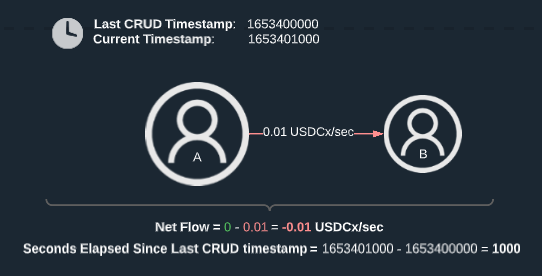 Last CRUD Timestamp: 1653400000
Current Timestamp: 1653401000
0.01 USDCx/sec
A
B
Net Flow = 0 - 0.01 = -0.01 USDCx/sec
Seconds Elapsed Since Last CRUD timestamp = 1653401000 - 1653400000 = 1000